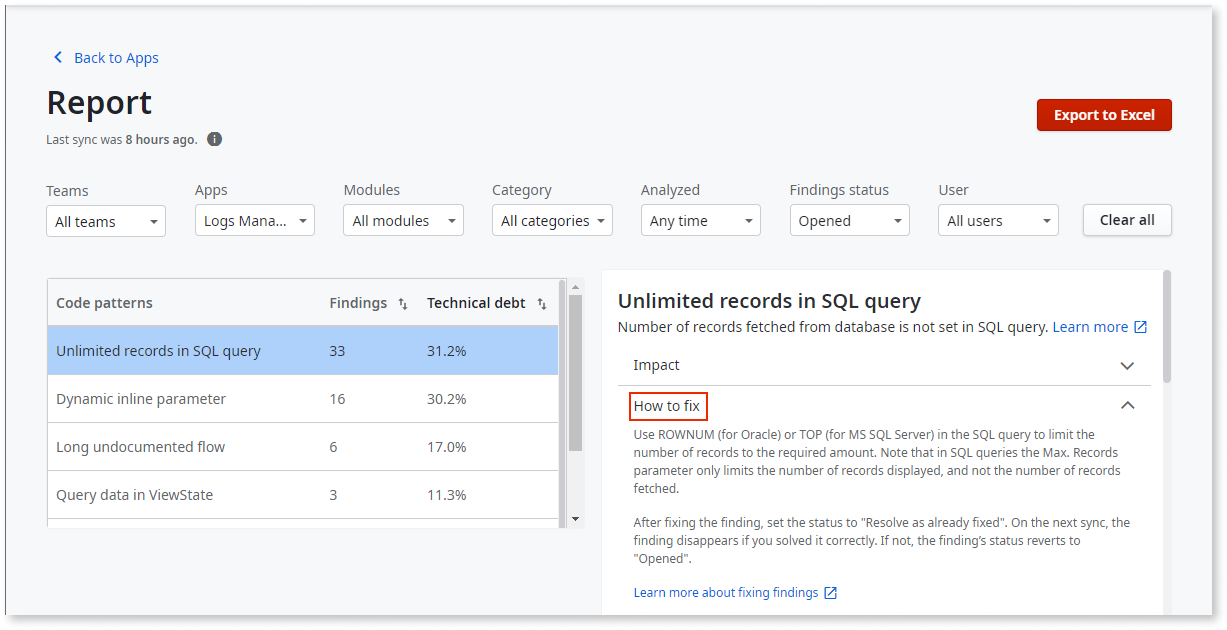 Back to Apps
Report
Export to Excel
Last sync was 8 hours ago.
Teams
Apps
Modules
Category
Analyzed
Findings status
User
All teams
Logs Mana...
All modules
All categories
Any time
Opened
All users
Clear all
Code patterns Findings Technical debt
Unlimited records in SQL query 33 31.2%
Dynamic inline parameter 16 30.2%
Long undocumented flow 6 17.0%
Query data in ViewState 3 11.3%
Unlimited records in SQL query
Number of records fetched from database is not set in SQL query. Learn more
Impact
How to fix
Use ROWNUM (for Oracle) or TOP (for MS SQL Server) in the SQL query to limit the
number of records to the required amount. Note that in SQL queries the Max. Records
parameter only limits the number of records displayed, and not the number of records
fetched.
After fixing the finding, set the status to "Resolve as already fixed". On the next sync, the
finding disappears if you solved it correctly. If not, the finding's status reverts to
"Opened".
Learn more about fixing findings